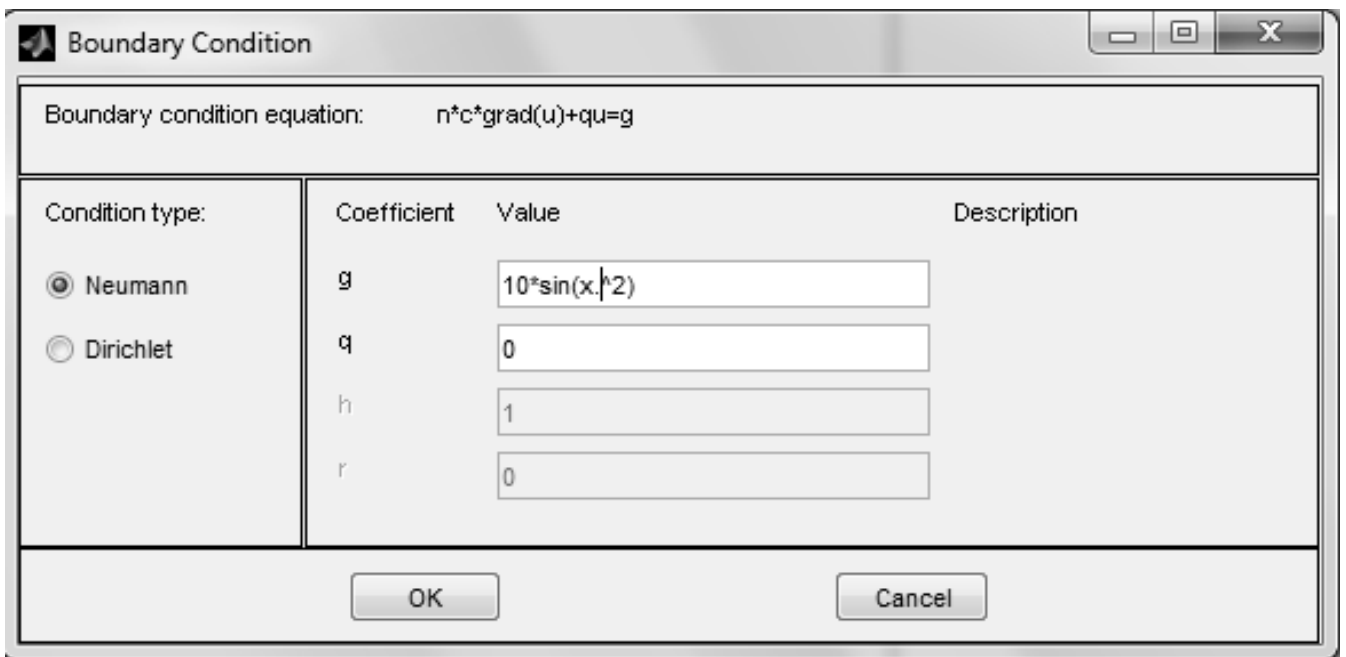 Boundary Condition
Boundary condition equation: n*c*grad(u)+qu=g
Condition type: Coefficient Value Description
Neumann g 10*sin(x.^2)
Dirichlet q 0
h 1
r 0
OK Cancel